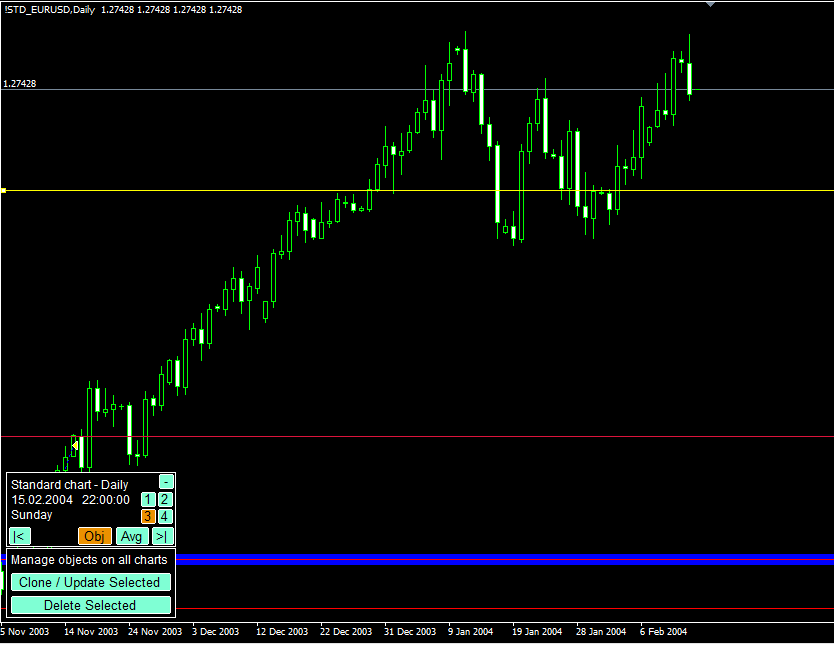 !STD_EURUSD,Daily 1.27428 1.27428 1.27428 1.27428
1.27428
Standard chart - Daily
-
15.02.2004 22:00:00
1 2
Sunday
3 4
|< Obj Avg >|
Manage objects on all charts
Clone / Update Selected
Delete Selected
5 Nov 2003 14 Nov 2003 24 Nov 2003 3 Dec 2003 12 Dec 2003 22 Dec 2003 31 Dec 2003 9 Jan 2004 19 Jan 2004 28 Jan 2004 6 Feb 2004